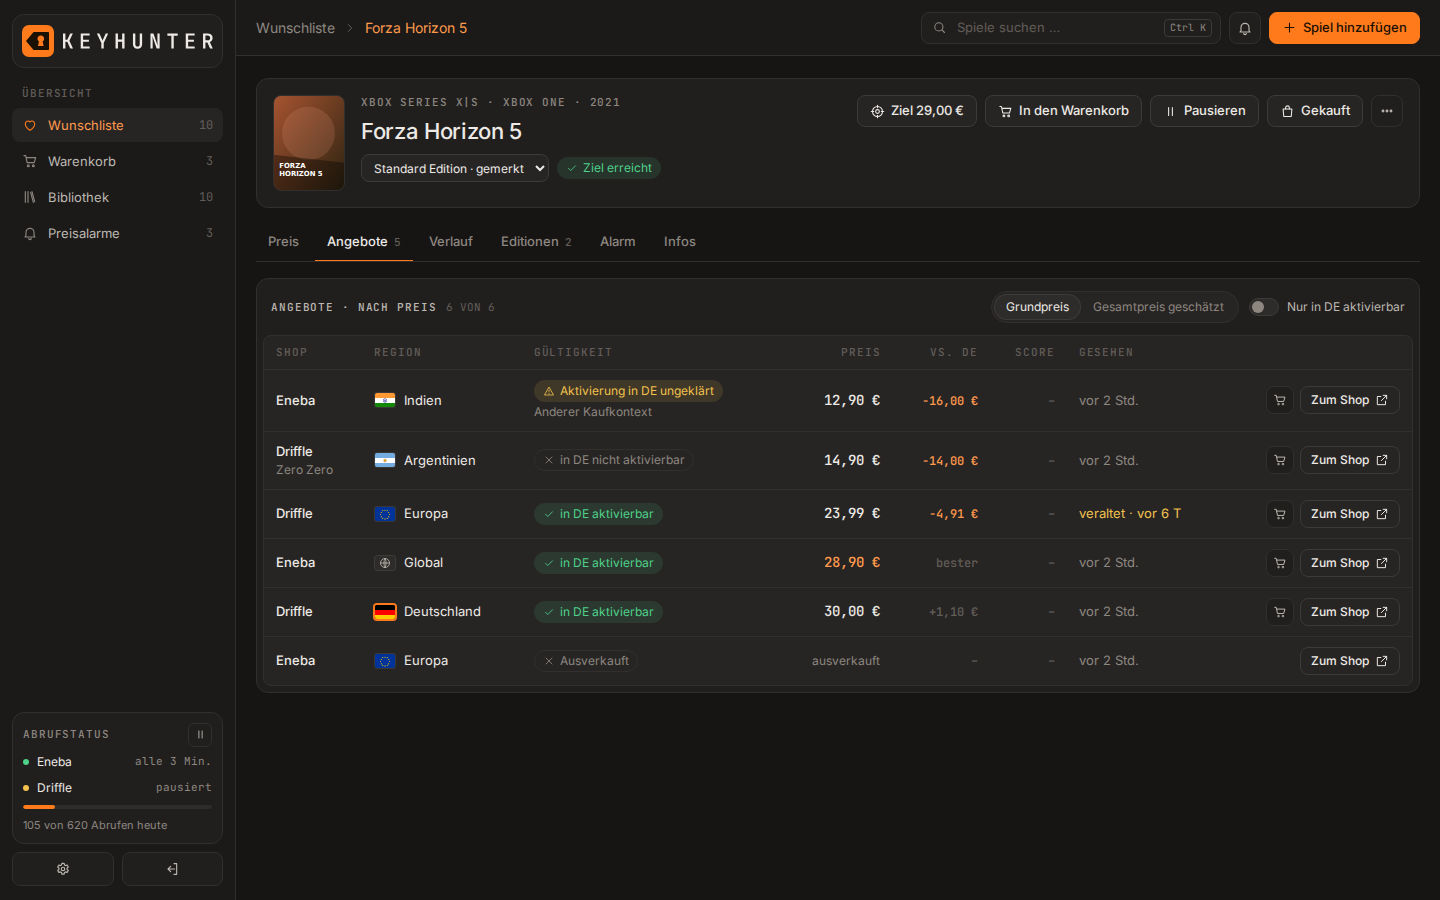 KEYHUNTER
Wunschliste > Forza Horizon 5
Spiele suchen ... Ctrl K
Spiel hinzufügen
ÜBERSICHT
Wunschliste 10
Warenkorb 3
Bibliothek 10
Preisalarme 3
XBOX SERIES X|S · XBOX ONE · 2021
Forza Horizon 5
FORZA
HORIZON 5
Standard Edition · gemerkt
Ziel erreicht
Ziel 29,00 €
In den Warenkorb
Pausieren
Gekauft
Preis Angebote 5 Verlauf Editionen 2 Alarm Infos
ANGEBOTE · NACH PREIS 6 VON 6
Grundpreis Gesamtpreis geschätzt Nur in DE aktivierbar
SHOP REGION GÜLTIGKEIT PREIS VS. DE SCORE GESEHEN
Eneba Indien Aktivierung in DE ungeklärt 12,90 € -16,00 € – vor 2 Std. Zum Shop
Anderer Kaufkontext
Driffle Argentinien in DE nicht aktivierbar 14,90 € -14,00 € – vor 2 Std. Zum Shop
Zero Zero
Driffle Europa in DE aktivierbar 23,99 € -4,91 € – veraltet · vor 6 T Zum Shop
Eneba Global in DE aktivierbar 28,90 € bester – vor 2 Std. Zum Shop
Driffle Deutschland in DE aktivierbar 30,00 € +1,10 € – vor 2 Std. Zum Shop
Eneba Europa Ausverkauft ausverkauft – – vor 2 Std. Zum Shop
ABRUFSTATUS
Eneba alle 3 Min.
Driffle pausiert
105 von 620 Abrufen heute